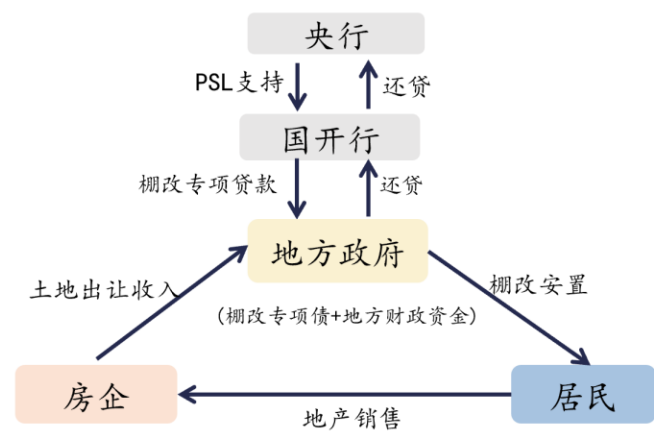 央行
PSL支持
还贷
国开行
棚改专项贷款
还贷
地方政府
土地出让收入
棚改安置
(棚改专项债+地方财政资金)
房企
居民
地产销售